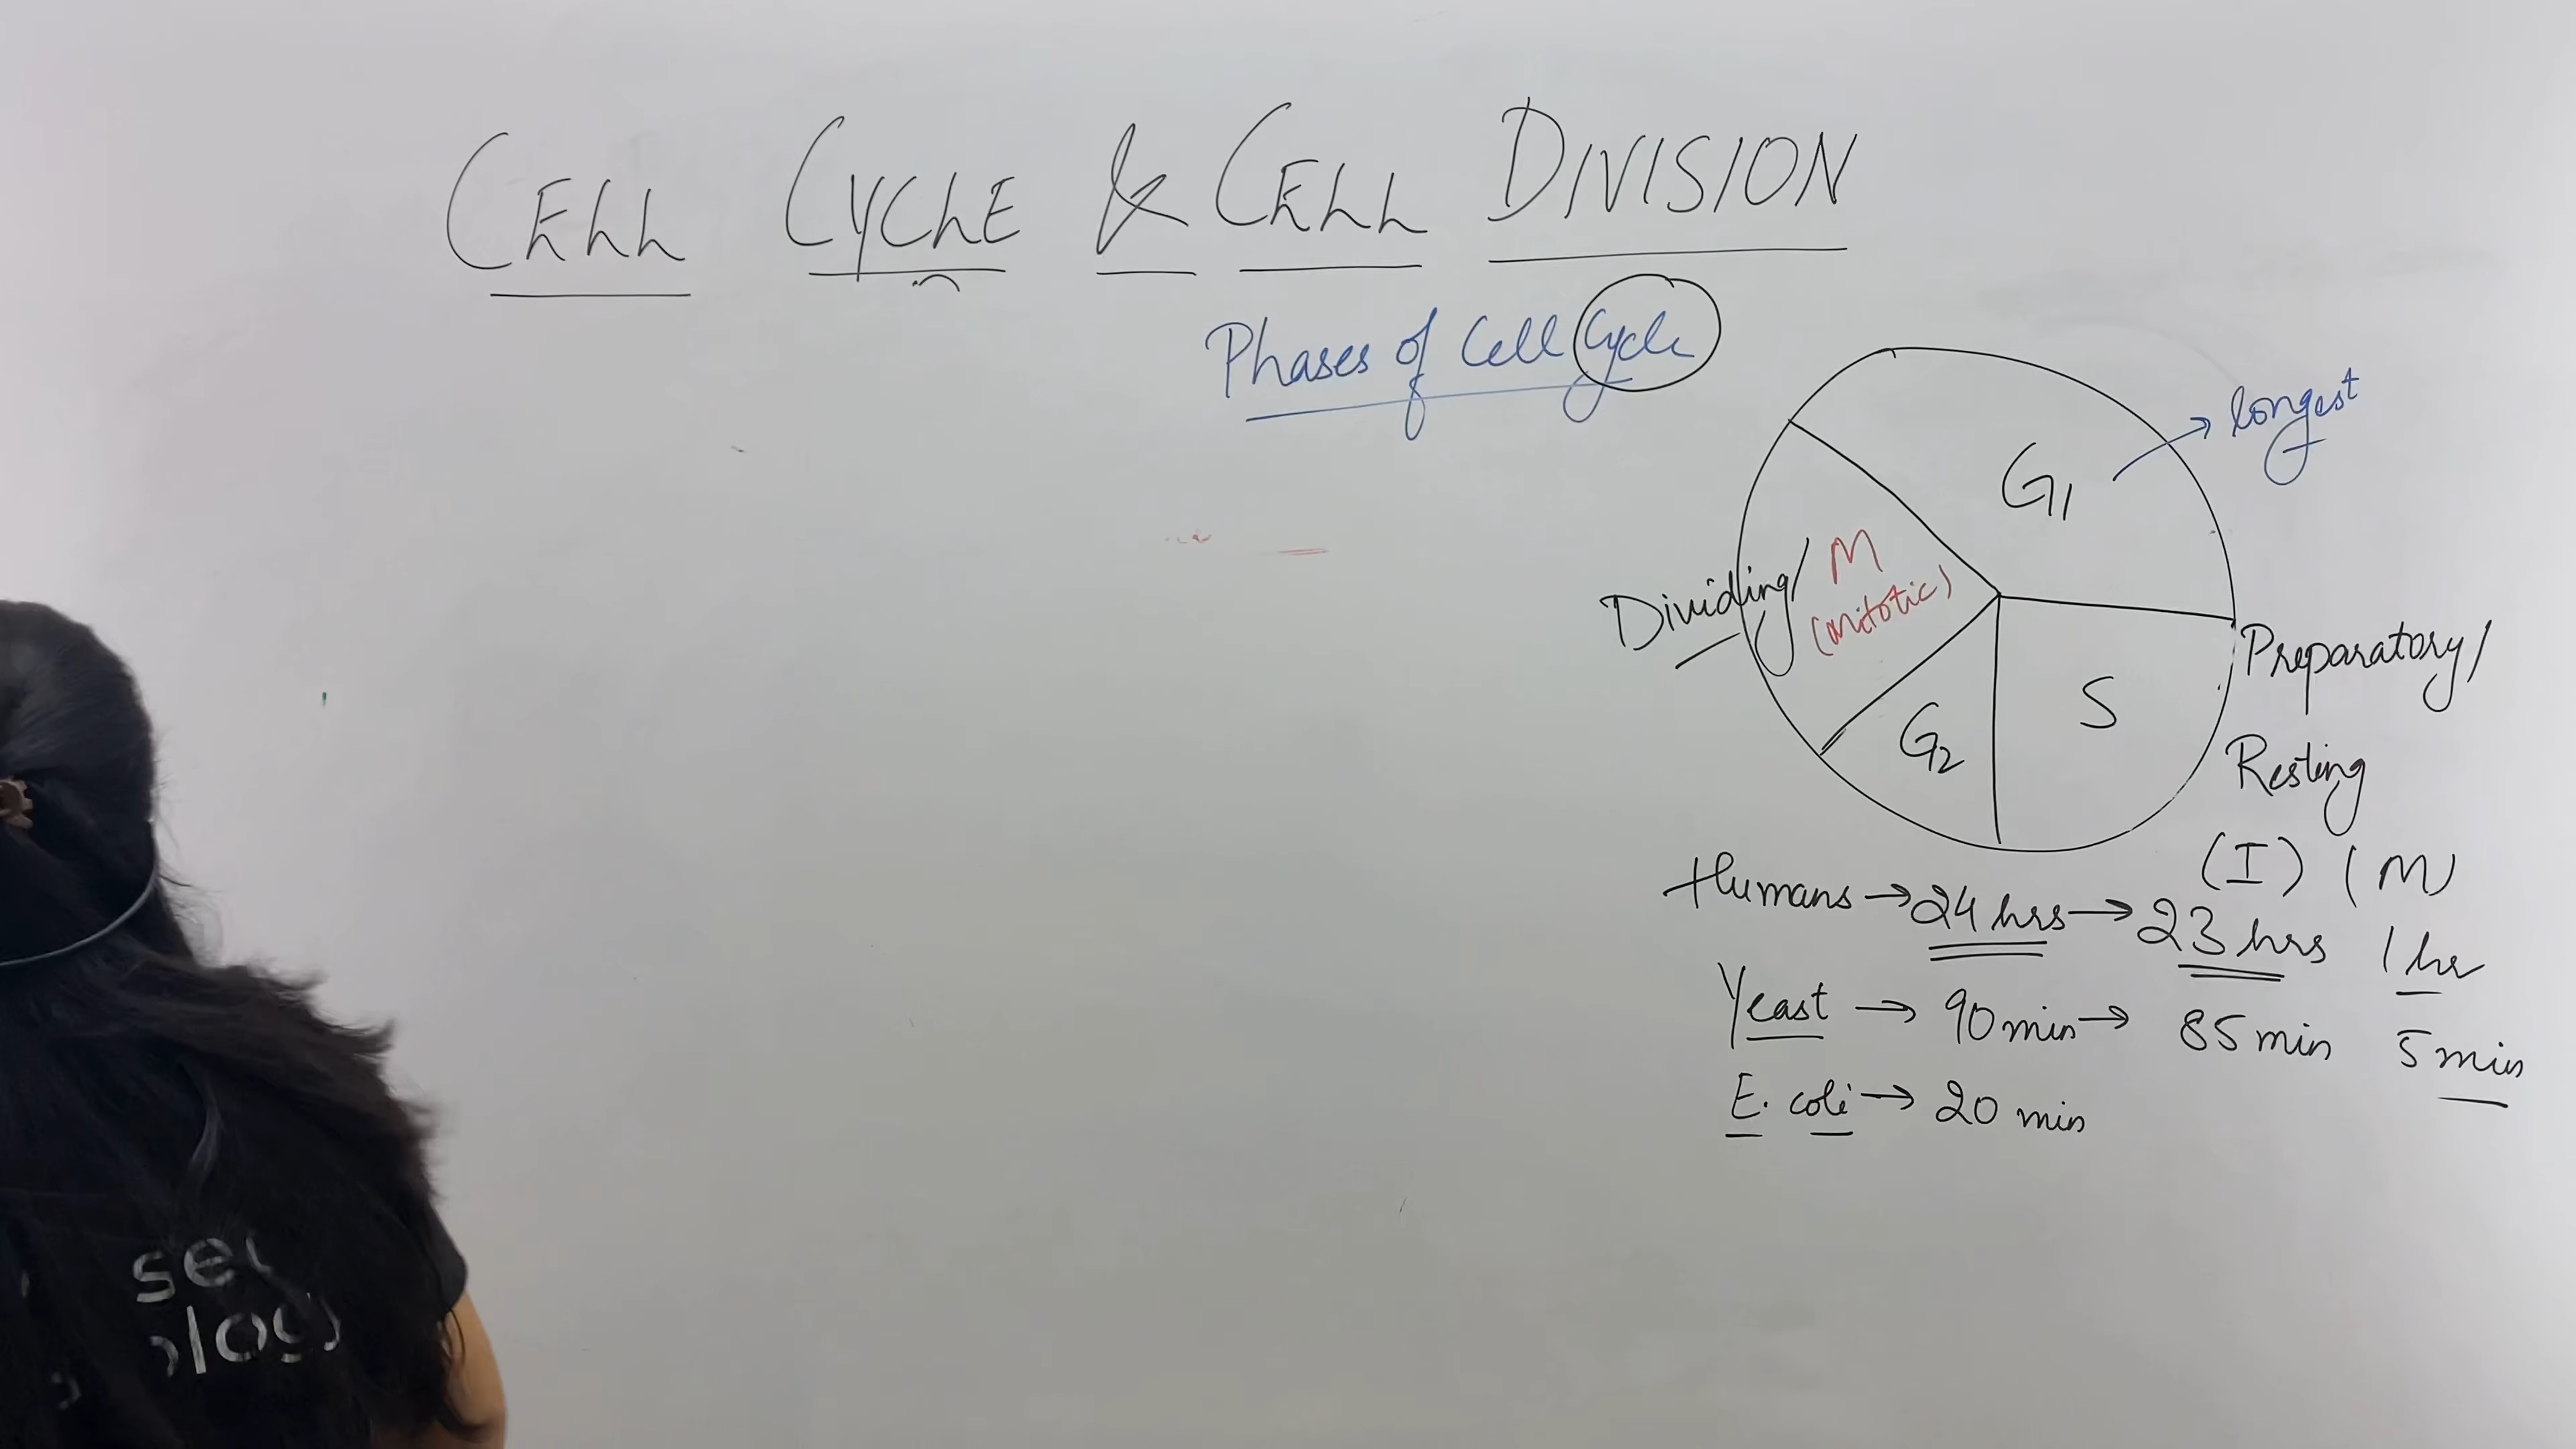 CELL CYCLE & CELL DIVISION
Phases of Cell Cycle
G1 → longest
Dividing/
M
(mitotic)
Preparatory/
S
G2
Resting
(I) (M)
Humans → 24 hrs → 23 hrs 1 hr
Yeast → 90 min → 85 min 5 min
E. coli → 20 min